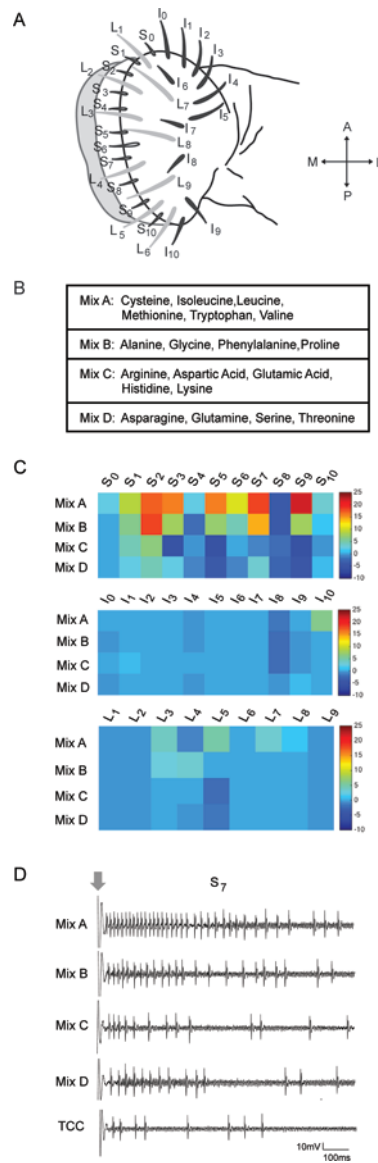 A
I0
I1
I2
I3
I4
I5
I6
I7
I8
I9
I10
L1
L2
L3
L4
L5
L6
L7
L8
L9
S0
S1
S2
S3
S4
S5
S6
S7
S8
S9
S10
A
M
P
B
Mix A: Cysteine, Isoleucine,Leucine,
Methionine, Tryptophan, Valine
Mix B: Alanine, Glycine, Phenylalanine,Proline
Mix C: Arginine, Aspartic Acid, Glutamic Acid,
Histidine, Lysine
Mix D: Asparagine, Glutamine, Serine, Threonine
C
S0 S1 S2 S3 S4 S5 S6 S7 S8 S9 S10
Mix A
Mix B
Mix C
Mix D
25
20
15
10
5
0
-5
-10
I0 I1 I2 I3 I4 I5 I6 I7 I8 I9 I10
Mix A
Mix B
Mix C
Mix D
25
20
15
10
5
0
-5
-10
L1 L2 L3 L4 L5 L6 L7 L8 L9
Mix A
Mix B
Mix C
Mix D
25
20
15
10
5
0
-5
-10
D
S7
Mix A
Mix B
Mix C
Mix D
TCC
10mV
100ms